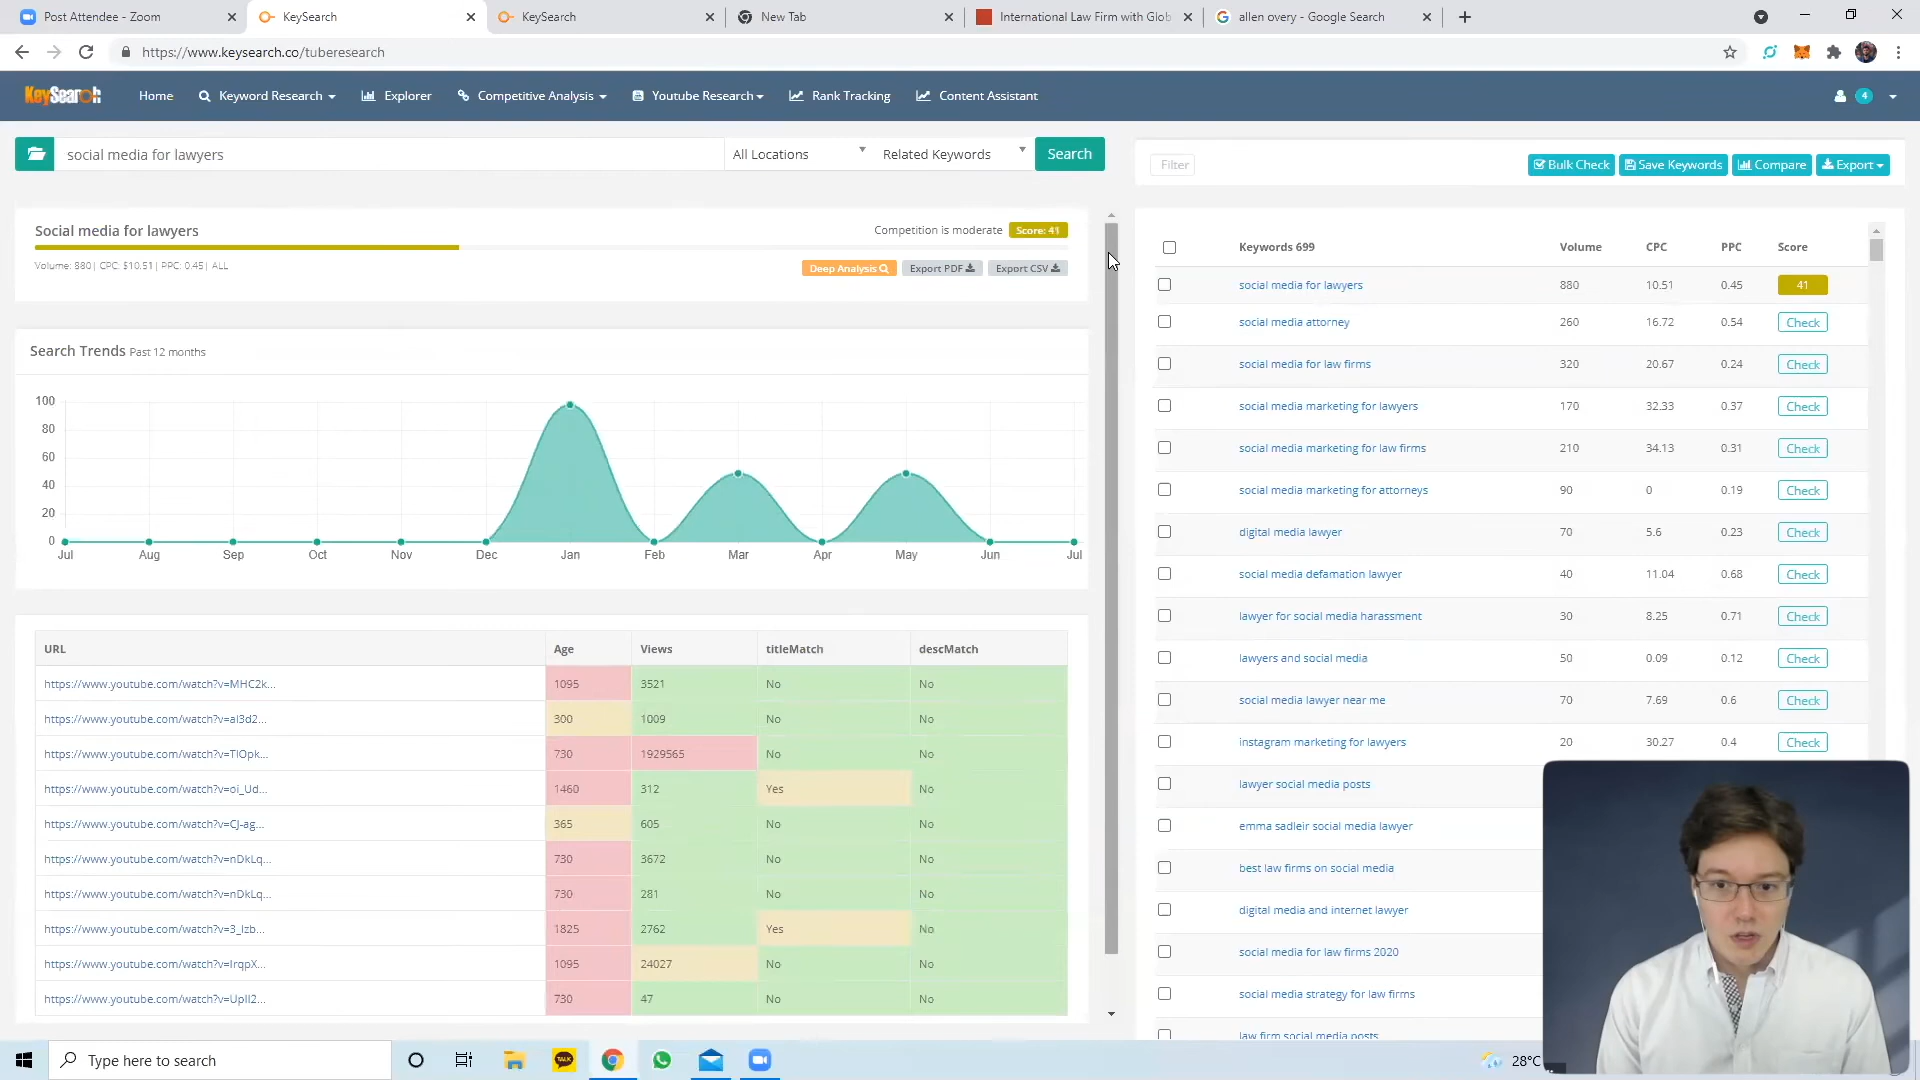 Post Attendee - Zoom
KeySearch
KeySearch
New Tab
International Law Firm with Glob
allen overy - Google Search
https://www.keysearch.co/tuberesearch
KeySearch
Home
Keyword Research
Explorer
Competitive Analysis
Youtube Research
Rank Tracking
Content Assistant
4
social media for lawyers
All Locations
Related Keywords
Search
Filter
Bulk Check
Save Keywords
Compare
Export
Social media for lawyers
Competition is moderate
Score: 41
Volume: 880| CPC: $10.51| PPC: 0.45| ALL
Deep Analysis
Export PDF
Export CSV
Search Trends Past 12 months
100
80
60
40
20
0
Jul Aug Sep Oct Nov Dec Jan Feb Mar Apr May Jun Jul
URL Age Views titleMatch descMatch
https://www.youtube.com/watch?v=MHC2k... 1095 3521 No No
https://www.youtube.com/watch?v=al3d2... 300 1009 No No
https://www.youtube.com/watch?v=TlOpk... 730 1929565 No No
https://www.youtube.com/watch?v=oi_Ud... 1460 312 Yes No
https://www.youtube.com/watch?v=CJ-ag... 365 605 No No
https://www.youtube.com/watch?v=nDkLq... 730 3672 No No
https://www.youtube.com/watch?v=nDkLq... 730 281 No No
https://www.youtube.com/watch?v=3_lzb... 1825 2762 Yes No
https://www.youtube.com/watch?v=lrqpX... 1095 24027 No No
https://www.youtube.com/watch?v=UpII2... 730 47 No No
Keywords 699 Volume CPC PPC Score
social media for lawyers 880 10.51 0.45 41
social media attorney 260 16.72 0.54 Check
social media for law firms 320 20.67 0.24 Check
social media marketing for lawyers 170 32.33 0.37 Check
social media marketing for law firms 210 34.13 0.31 Check
social media marketing for attorneys 90 0 0.19 Check
digital media lawyer 70 5.6 0.23 Check
social media defamation lawyer 40 11.04 0.68 Check
lawyer for social media harassment 30 8.25 0.71 Check
lawyers and social media 50 0.09 0.12 Check
social media lawyer near me 70 7.69 0.6 Check
instagram marketing for lawyers 20 30.27 0.4 Check
lawyer social media posts
emma sadleir social media lawyer
best law firms on social media
digital media and internet lawyer
social media for law firms 2020
social media strategy for law firms
law firm social media posts
Type here to search
TALK
28°C